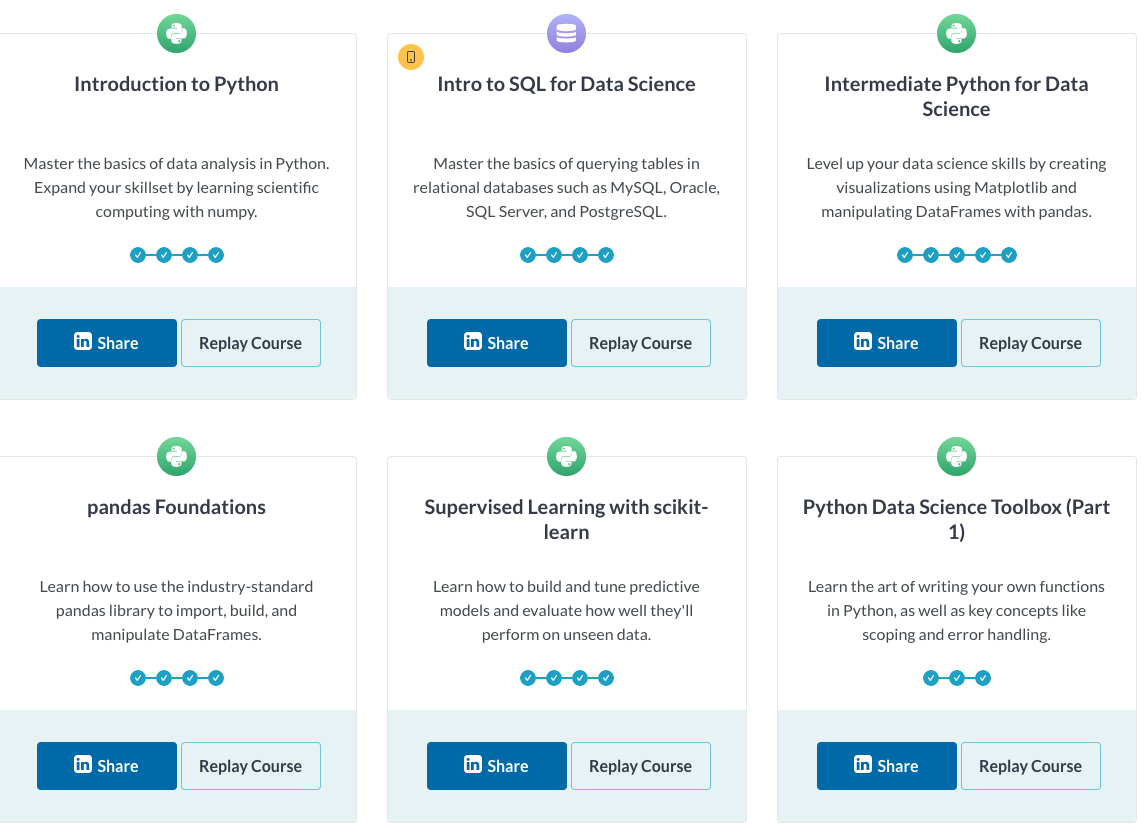 Introduction to Python
Master the basics of data analysis in Python.
Expand your skillset by learning scientific
computing with numpy.
in Share
Replay Course
Intro to SQL for Data Science
Master the basics of querying tables in
relational databases such as MySQL, Oracle,
SQL Server, and PostgreSQL.
in Share
Replay Course
Intermediate Python for Data
Science
Level up your data science skills by creating
visualizations using Matplotlib and
manipulating DataFrames with pandas.
in Share
Replay Course
pandas Foundations
Learn how to use the industry-standard
pandas library to import, build, and
manipulate DataFrames.
in Share
Replay Course
Supervised Learning with scikit-
learn
Learn how to build and tune predictive
models and evaluate how well they'll
perform on unseen data.
in Share
Replay Course
Python Data Science Toolbox (Part
1)
Learn the art of writing your own functions
in Python, as well as key concepts like
scoping and error handling.
in Share
Replay Course